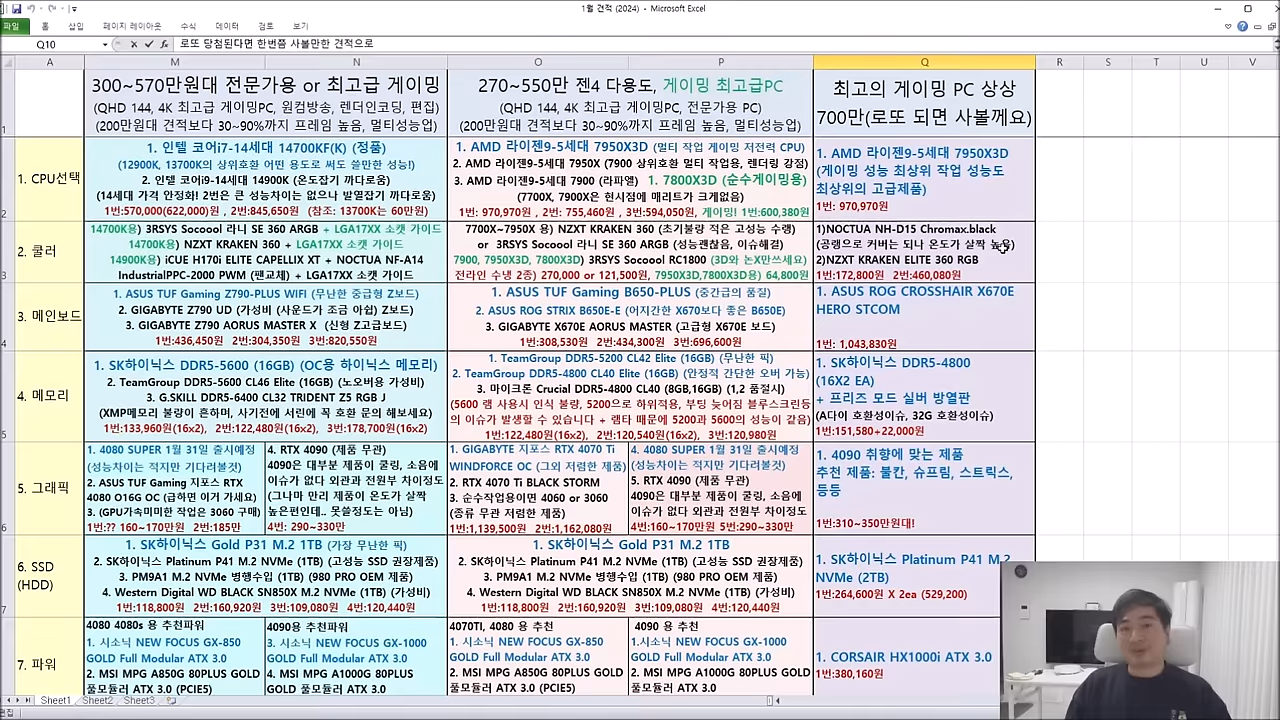 1월 견적 (2024) - Microsoft Excel
파일 홈 삽입 페이지 레이아웃 수식 데이터 검토 보기
Q10
fx 로또 당첨된다면 한번쯤 사볼만한 견적으로
A M N O P Q R S T U V
1
300~570만원대 전문가용 or 최고급 게이밍
(QHD 144, 4K 최고급 게이밍PC, 원컴방송, 렌더인코딩, 편집)
(200만원대 견적보다 30~90%까지 프레임 높음, 멀티성능업)
270~550만 젠4 다용도, 게이밍 최고급PC
(QHD 144, 4K 최고급 게이밍PC, 전문가용 PC)
(200만원대 견적보다 30~90%까지 프레임 높음, 멀티성능업)
최고의 게이밍 PC 상상
700만(로또 되면 사볼께요)
2
1. CPU선택
1. 인텔 코어i7-14세대 14700KF(K) (정품)
(12900K, 13700K의 상위호환 어떤 용도로 써도 쓸만한 성능!)
2. 인텔 코어i9-14세대 14900K (온도잡기 까다로움)
(14세대 가격 안정화! 2번은 큰 성능차이는 없으나 발열잡기 까다로움)
1번:570,000(622,000)원 , 2번:845,650원 (참조: 13700K는 60만원)
1. AMD 라이젠9-5세대 7950X3D (멀티 작업 게이밍 저전력 CPU)
2. AMD 라이젠9-5세대 7950X (7900 상위호환 멀티 작업용, 렌더링 강점)
3. AMD 라이젠9-5세대 7900 (라파엘) 1. 7800X3D (순수게이밍용)
(7700X, 7900X은 현시점에 매리트가 크게없음)
1번: 970,970원 , 2번: 755,460원 , 3번:594,050원, 게이밍! 1번:600,380원
1. AMD 라이젠9-5세대 7950X3D
(게이밍 성능 최상위 작업 성능도
최상위의 고급제품)
1번: 970,970원
3
2. 쿨러
14700K용) 3RSYS Socoool 라니 SE 360 ARGB + LGA17XX 소켓 가이드
14700K용) NZXT KRAKEN 360 + LGA17XX 소켓 가이드
14900K용) iCUE H170i ELITE CAPELLIX XT + NOCTUA NF-A14
IndustrialPPC-2000 PWM (팬교체) + LGA17XX 소켓 가이드
7700X~7950X 용) NZXT KRAKEN 360 (초기불량 적은 고성능 수랭)
or 3RSYS Socoool 라니 SE 360 ARGB (성능괜찮음, 이슈해결)
7900, 7950X3D, 7800X3D) 3RSYS Socoool RC1800 (3D와 논X만쓰세요)
전라인 수냉 2종) 270,000 or 121,500원, 7950X3D,7800X3D용) 64,800원
1)NOCTUA NH-D15 Chromax.black
(공랭으로 커버는 되나 온도가 살짝 높음)
2)NZXT KRAKEN ELITE 360 RGB
1번:172,800원 2번:460,080원
4
3. 메인보드
1. ASUS TUF Gaming Z790-PLUS WIFI (무난한 중급형 Z보드)
2. GIGABYTE Z790 UD (가성비 (사운드가 조금 아쉽) Z보드)
3. GIGABYTE Z790 AORUS MASTER X (신형 Z고급보드)
1번:436,450원 2번:304,350원 3번:820,550원
1. ASUS TUF Gaming B650-PLUS (중간급의 품질)
2. ASUS ROG STRIX B650E-E (어지간한 X670보다 좋은 B650E)
3. GIGABYTE X670E AORUS MASTER (고급형 X670E 보드)
1번:308,530원 2번:434,300원 3번:696,600원
1. ASUS ROG CROSSHAIR X670E
HERO STCOM
1번: 1,043,830원
5
4. 메모리
1. SK하이닉스 DDR5-5600 (16GB) (OC용 하이닉스 메모리)
2. TeamGroup DDR5-5600 CL46 Elite (16GB) (노오버용 가성비)
3. G.SKILL DDR5-6400 CL32 TRIDENT Z5 RGB J
(XMP메모리 불량이 흔하며, 사기전에 서린에 꼭 호환 문의 해보세요)
1번:133,960원(16x2), 2번:122,480원(16x2), 3번:178,700원(16x2)
1. TeamGroup DDR5-5200 CL42 Elite (16GB) (무난한 픽)
2. TeamGroup DDR5-4800 CL40 Elite (16GB) (안정적 간단한 오버 가능)
3. 마이크론 Crucial DDR5-4800 CL40 (8GB,16GB) (1,2 품절시)
(5600 램 사용시 인식 불량, 5200으로 하위적용, 부팅 늦어짐 블루스크린등
의 이슈가 발생할 수 있습니다 + 램타 때문에 5200과 5600의 성능이 같음)
1번:122,480원(16x2), 2번:120,540원(16x2), 3번:120,980원
1. SK하이닉스 DDR5-4800
(16X2 EA)
+ 프리즈 모드 실버 방열판
(A다이 호환성이슈, 32G 호환성이슈)
1번:151,580+22,000원
6
5. 그래픽
1. 4080 SUPER 1월 31일 출시예정
(성능차이는 적지만 기다려볼것)
2. ASUS TUF Gaming 지포스 RTX
4080 O16G OC (급하면 이거 가세요)
3. (GPU가속미미한 작업은 3060 구매)
1번:?? 160~170만원 2번:185만
4. RTX 4090 (제품 무관)
4090은 대부분 제품이 쿨링, 소음에
이슈가 없다 외관과 전원부 차이정도
(그나마 만리 제품이 온도가 살짝
높은편인데.. 못쓸정도는 아님)
4번: 290~330만
1. GIGABYTE 지포스 RTX 4070 Ti
WINDFORCE OC (그외 저렴한 제품)
2. RTX 4070 Ti BLACK STORM
3. 순수작업용이면 4060 or 3060
(종류 무관 저렴한 제품)
1번:1,139,500원 2번:1,162,080원
4. 4080 SUPER 1월 31일 출시예정
(성능차이는 적지만 기다려볼것)
5. RTX 4090 (제품 무관)
4090은 대부분 제품이 쿨링, 소음에
이슈가 없다 외관과 전원부 차이정도
4번:160~170만원 5번:290~330만
1. 4090 취향에 맞는 제품
추천 제품: 불칸, 슈프림, 스트릭스,
등등
1번:310~350만원대!
7
6. SSD
(HDD)
1. SK하이닉스 Gold P31 M.2 1TB (가장 무난한 픽)
2. SK하이닉스 Platinum P41 M.2 NVMe (1TB) (고성능 SSD 권장제품)
3. PM9A1 M.2 NVMe 병행수입 (1TB) (980 PRO OEM 제품)
4. Western Digital WD BLACK SN850X M.2 NVMe (1TB) (가성비)
1번:118,800원 2번:160,920원 3번:109,080원 4번:120,440원
1. SK하이닉스 Gold P31 M.2 1TB
2. SK하이닉스 Platinum P41 M.2 NVMe (1TB) (고성능 SSD 권장제품)
3. PM9A1 M.2 NVMe 병행수입 (1TB) (980 PRO OEM 제품)
4. Western Digital WD BLACK SN850X M.2 NVMe (1TB) (가성비)
1번:118,800원 2번:160,920원 3번:109,080원 4번:120,440원
1. SK하이닉스 Platinum P41 M.2
NVMe (2TB)
1번:264,600원 X 2ea (529,200)
7. 파워
4080 4080s 용 추천파워
1. 시소닉 NEW FOCUS GX-850
GOLD Full Modular ATX 3.0
2. MSI MPG A850G 80PLUS GOLD
풀모듈러 ATX 3.0 (PCIE5)
4090용 추천파워
3. 시소닉 NEW FOCUS GX-1000
GOLD Full Modular ATX 3.0
4. MSI MPG A1000G 80PLUS
GOLD 풀모듈러 ATX 3.0
4070TI, 4080 용 추천
1. 시소닉 NEW FOCUS GX-850
GOLD Full Modular ATX 3.0
2. MSI MPG A850G 80PLUS GOLD
풀모듈러 ATX 3.0 (PCIE5)
4090 용 추천
1.시소닉 NEW FOCUS GX-1000
GOLD Full Modular ATX 3.0
2. MSI MPG A1000G 80PLUS
GOLD 풀모듈러 ATX 3.0
1. CORSAIR HX1000i ATX 3.0
1번:380,160원
Sheet1 Sheet2 Sheet3
편집